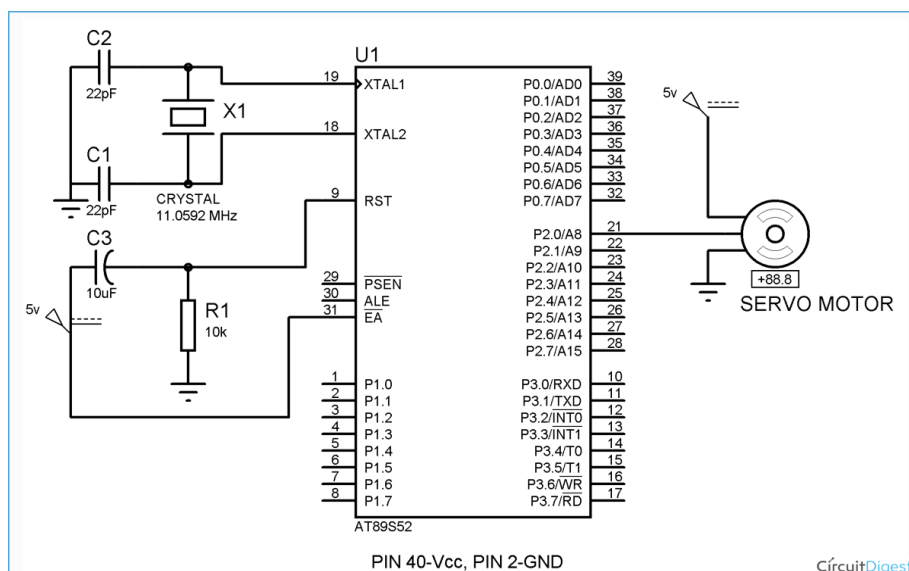 C2
22pF
X1
C1
22pF
CRYSTAL
11.0592 MHz
C3
10uF
5v
R1
10k
U1
19 XTAL1
18 XTAL2
9 RST
29 PSEN
30 ALE
31 EA
1 P1.0
2 P1.1
3 P1.2
4 P1.3
5 P1.4
6 P1.5
7 P1.6
8 P1.7
P0.0/AD0 39
P0.1/AD1 38
P0.2/AD2 37
P0.3/AD3 36
P0.4/AD4 35
P0.5/AD5 34
P0.6/AD6 33
P0.7/AD7 32
P2.0/A8 21
P2.1/A9 22
P2.2/A10 23
P2.3/A11 24
P2.4/A12 25
P2.5/A13 26
P2.6/A14 27
P2.7/A15 28
P3.0/RXD 10
P3.1/TXD 11
P3.2/INT0 12
P3.3/INT1 13
P3.4/T0 14
P3.5/T1 15
P3.6/WR 16
P3.7/RD 17
AT89S52
5v
+88.8
SERVO MOTOR
PIN 40-Vcc, PIN 2-GND
CírcuitDigest